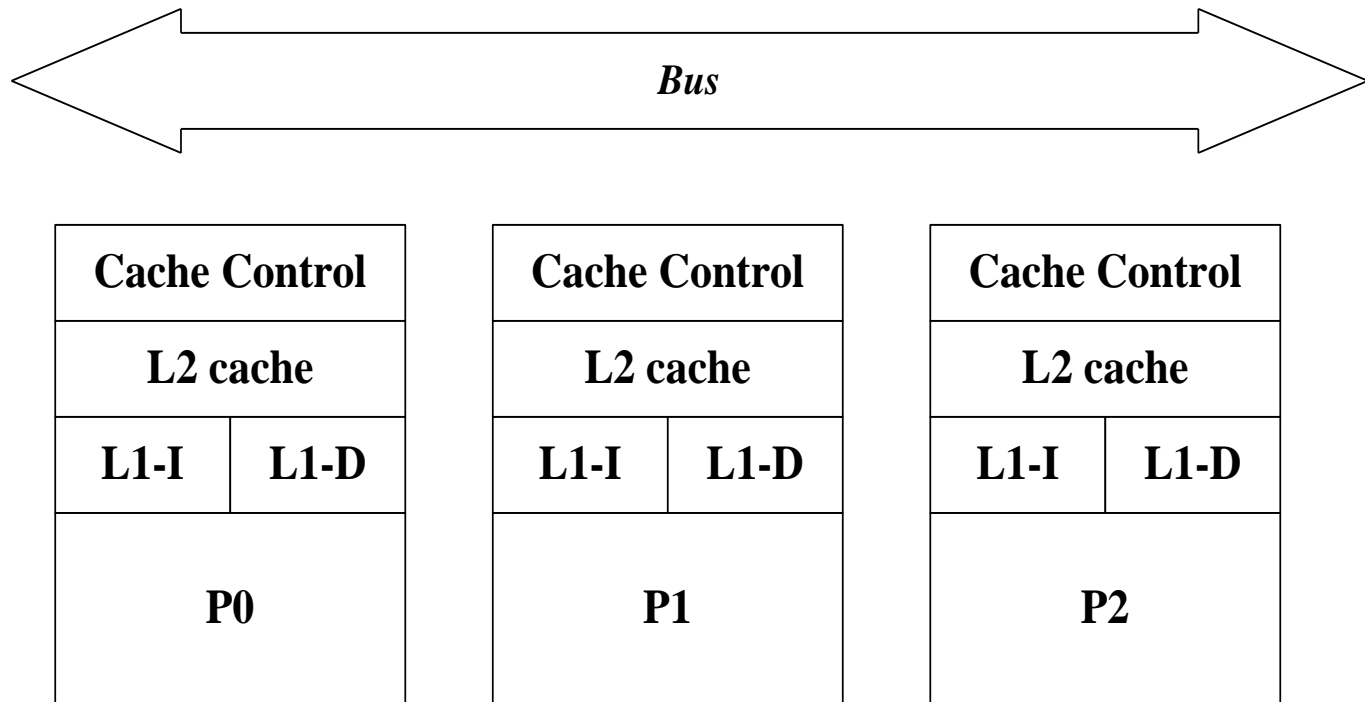 Bus
Cache Control Cache Control Cache Control
L2 cache L2 cache L2 cache
L1-I L1-D L1-I L1-D L1-I L1-D
P0 P1 P2